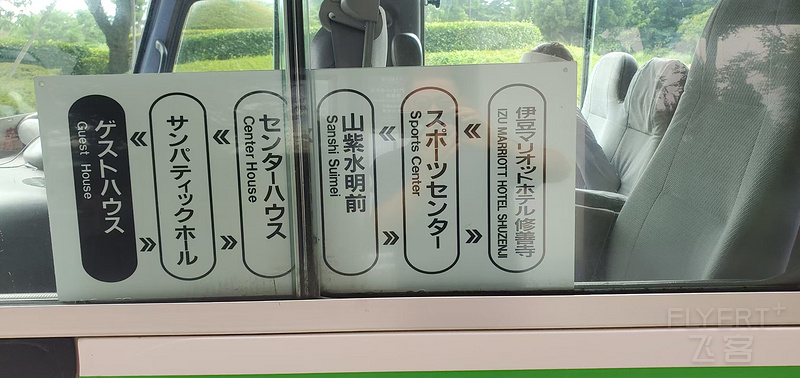 ゲストハウス
Guest House
サンパティックホール
センターハウス
Center House
山紫水明前
Sanshi Suimei
スポーツセンター
Sports Center
伊豆マリオットホテル修善寺
IZU MARRIOTT HOTEL SHUZENJI
FLYERT+
飞客